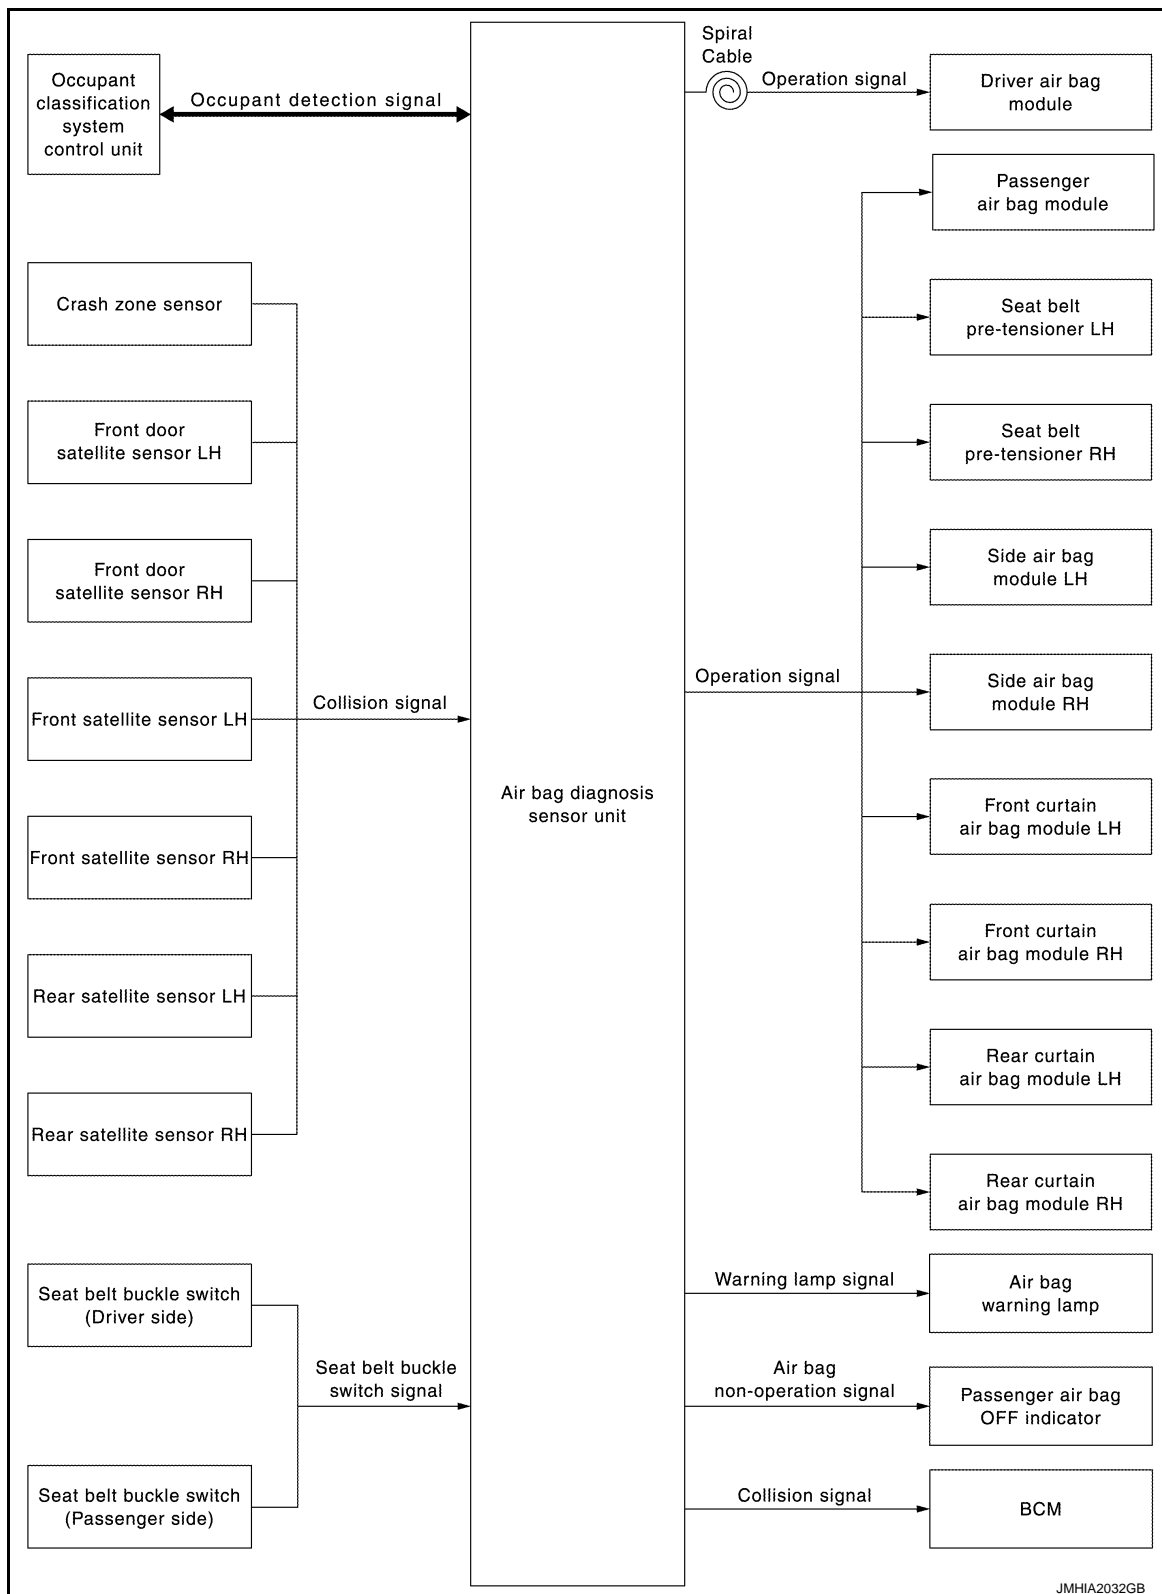 Occupant
classification
system
control unit
Occupant detection signal
Crash zone sensor
Front door
satellite sensor LH
Front door
satellite sensor RH
Front satellite sensor LH
Front satellite sensor RH
Rear satellite sensor LH
Rear satellite sensor RH
Collision signal
Seat belt buckle switch
(Driver side)
Seat belt buckle switch
(Passenger side)
Seat belt buckle
switch signal
Air bag diagnosis
sensor unit
Spiral
Cable
Operation signal
Driver air bag
module
Operation signal
Passenger
air bag module
Seat belt
pre-tensioner LH
Seat belt
pre-tensioner RH
Side air bag
module LH
Side air bag
module RH
Front curtain
air bag module LH
Front curtain
air bag module RH
Rear curtain
air bag module LH
Rear curtain
air bag module RH
Warning lamp signal
Air bag
warning lamp
Air bag
non-operation signal
Passenger air bag
OFF indicator
Collision signal
BCM
JMHIA2032GB